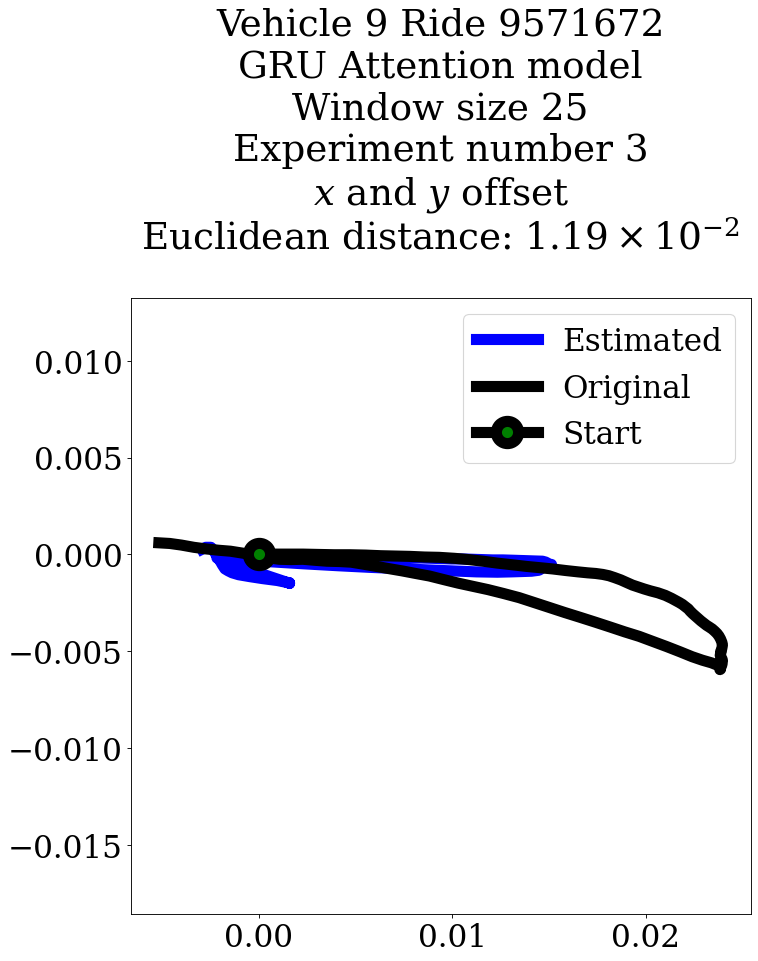 Vehicle 9 Ride 9571672
GRU Attention model
Window size 25
Experiment number 3
x and y offset
Euclidean distance: 1.19 × 10⁻²
Estimated
Original
Start
0.010
0.005
0.000
−0.005
−0.010
−0.015
0.00
0.01
0.02